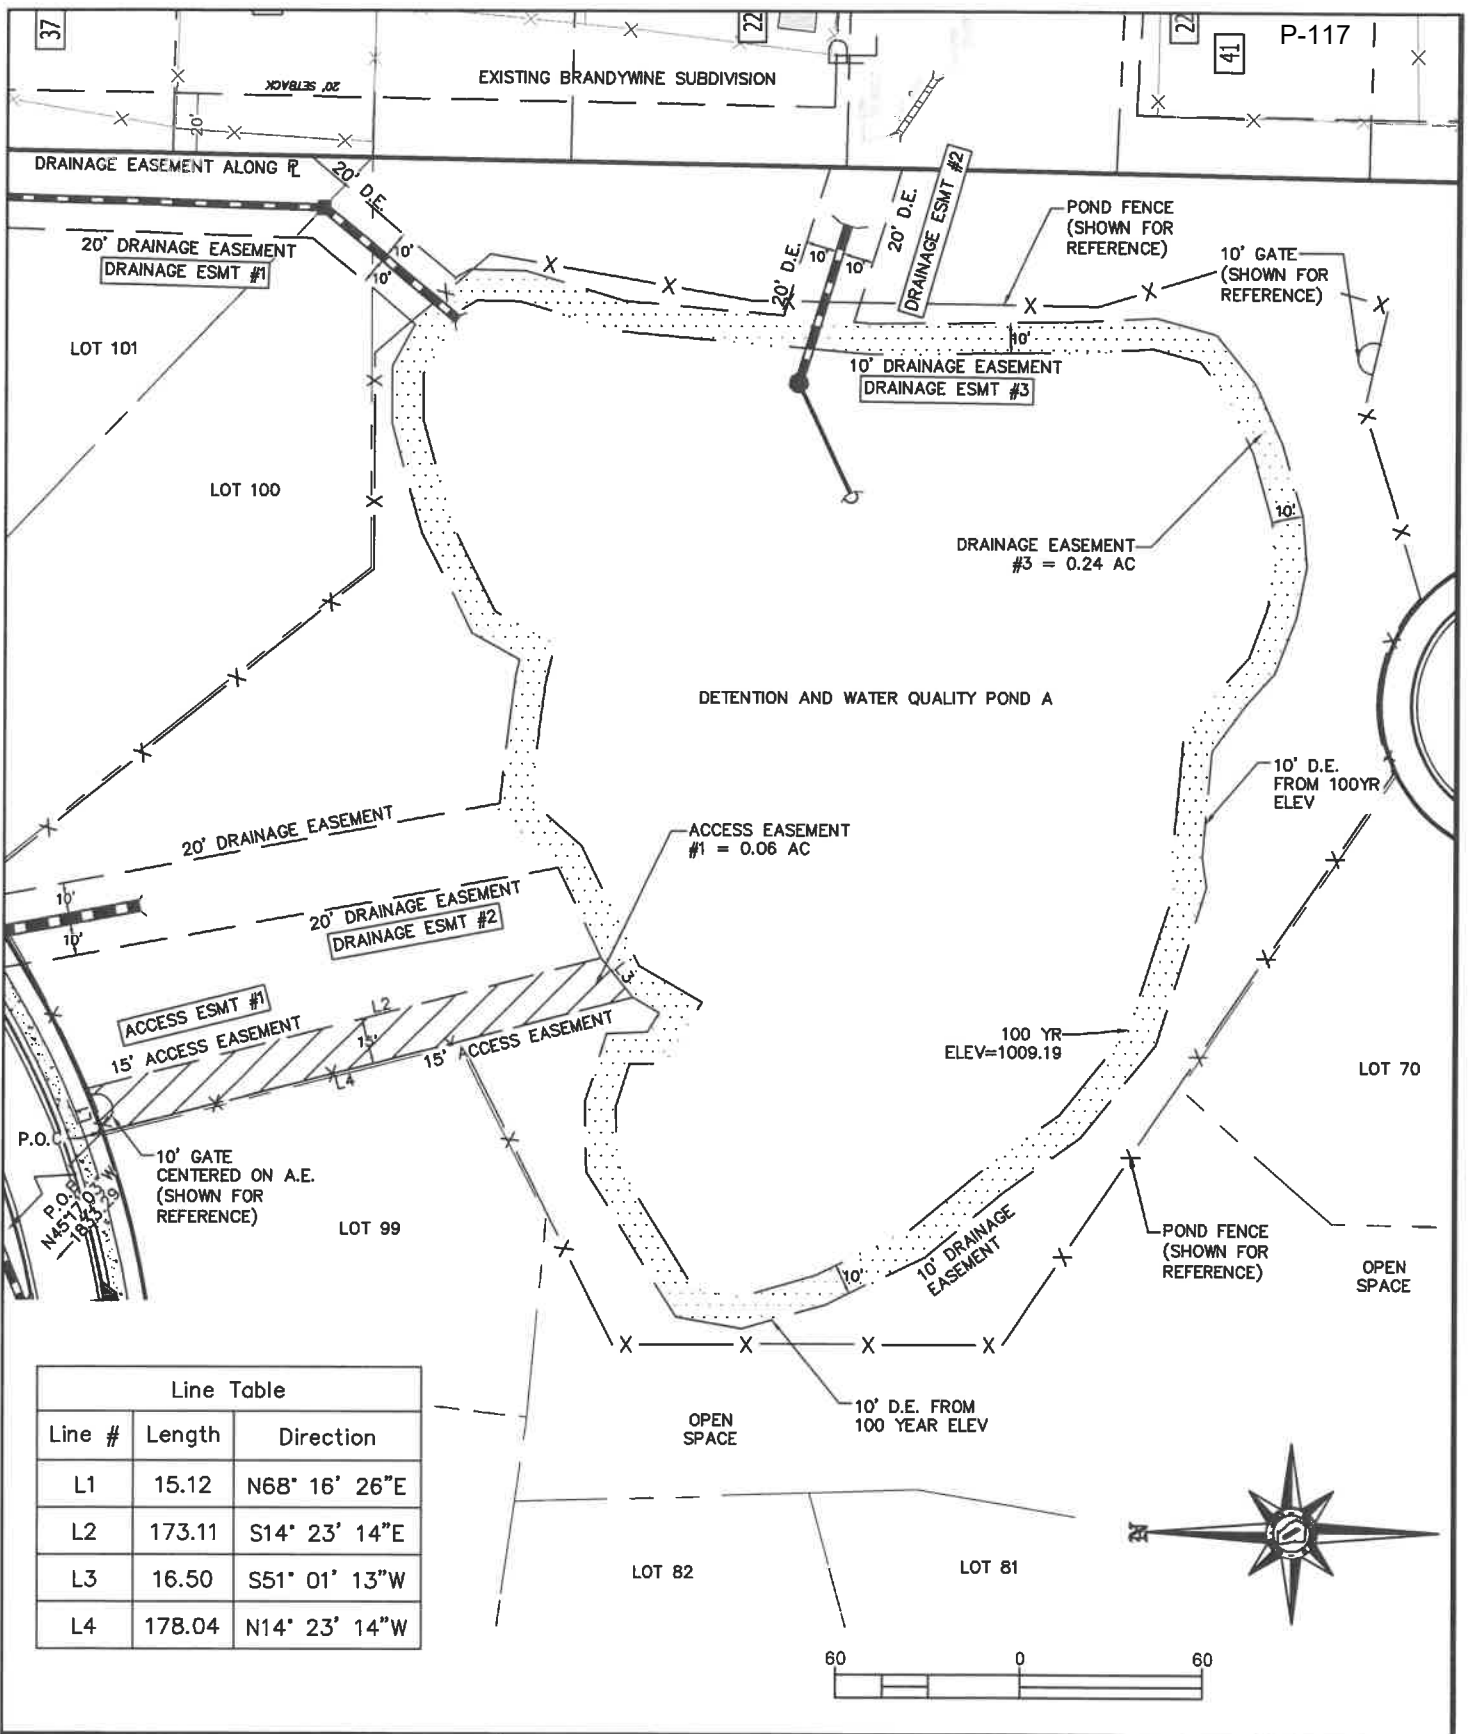 37
22
22
41
P-117
20' SETBACK
EXISTING BRANDYWINE SUBDIVISION
20'
DRAINAGE EASEMENT ALONG ℄
20' D.E.
20' DRAINAGE EASEMENT
DRAINAGE ESMT #1
10'
10'
20' D.E.
10'
10'
20' D.E.
DRAINAGE ESMT #2
POND FENCE
(SHOWN FOR
REFERENCE)
10' GATE
(SHOWN FOR
REFERENCE)
LOT 101
10'
10' DRAINAGE EASEMENT
DRAINAGE ESMT #3
LOT 100
10'
DRAINAGE EASEMENT
#3 = 0.24 AC
DETENTION AND WATER QUALITY POND A
10' D.E.
FROM 100YR
ELEV
20' DRAINAGE EASEMENT
ACCESS EASEMENT
#1 = 0.06 AC
10'
10'
20' DRAINAGE EASEMENT
DRAINAGE ESMT #2
ACCESS ESMT #1
15' ACCESS EASEMENT
L2
15'
L4
15' ACCESS EASEMENT
L1
100 YR
ELEV=1009.19
LOT 70
P.O.C
10' GATE
CENTERED ON A.E.
(SHOWN FOR
REFERENCE)
LOT 99
10' DRAINAGE
EASEMENT
10'
POND FENCE
(SHOWN FOR
REFERENCE)
OPEN
SPACE
10' D.E. FROM
100 YEAR ELEV
OPEN
SPACE
Line Table
Line # Length Direction
L1 15.12 N68° 16' 26"E
L2 173.11 S14° 23' 14"E
L3 16.50 S51° 01' 13"W
L4 178.04 N14° 23' 14"W
LOT 82
LOT 81
N
60 0 60